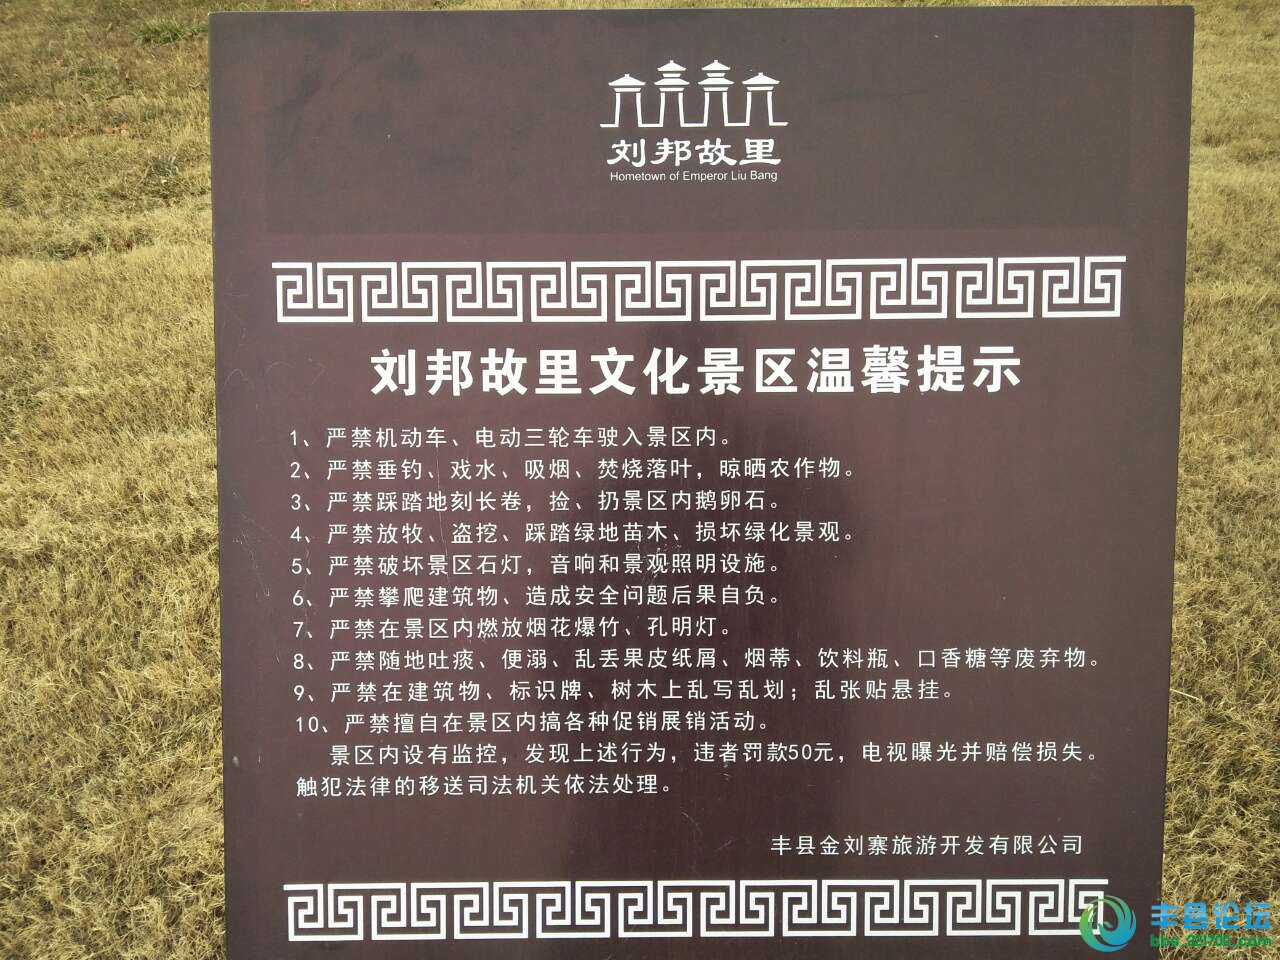 刘邦故里
Hometown of Emperor Liu Bang
刘邦故里文化景区温馨提示
1、严禁机动车、电动三轮车驶入景区内。
2、严禁垂钓、戏水、吸烟、焚烧落叶，晾晒农作物。
3、严禁踩踏地刻长卷，捡、扔景区内鹅卵石。
4、严禁放牧、盗挖、踩踏绿地苗木、损坏绿化景观。
5、严禁破坏景区石灯，音响和景观照明设施。
6、严禁攀爬建筑物、造成安全问题后果自负。
7、严禁在景区内燃放烟花爆竹、孔明灯。
8、严禁随地吐痰、便溺、乱丢果皮纸屑、烟蒂、饮料瓶、口香糖等废弃物。
9、严禁在建筑物、标识牌、树木上乱写乱划；乱张贴悬挂。
10、严禁擅自在景区内搞各种促销展销活动。
景区内设有监控，发现上述行为，违者罚款50元，电视曝光并赔偿损失。
触犯法律的移送司法机关依法处理。
丰县金刘寨旅游开发有限公司
丰县论坛
bbs.321700.com